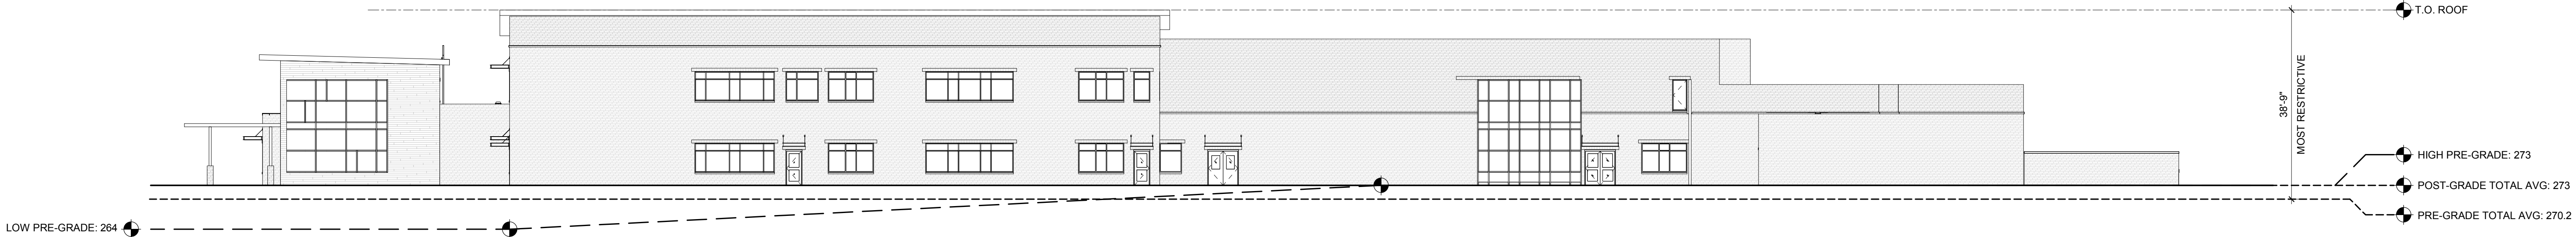 T.O. ROOF
38'-9"
MOST RESTRICTIVE
HIGH PRE-GRADE: 273
POST-GRADE TOTAL AVG: 273
PRE-GRADE TOTAL AVG: 270.2
LOW PRE-GRADE: 264